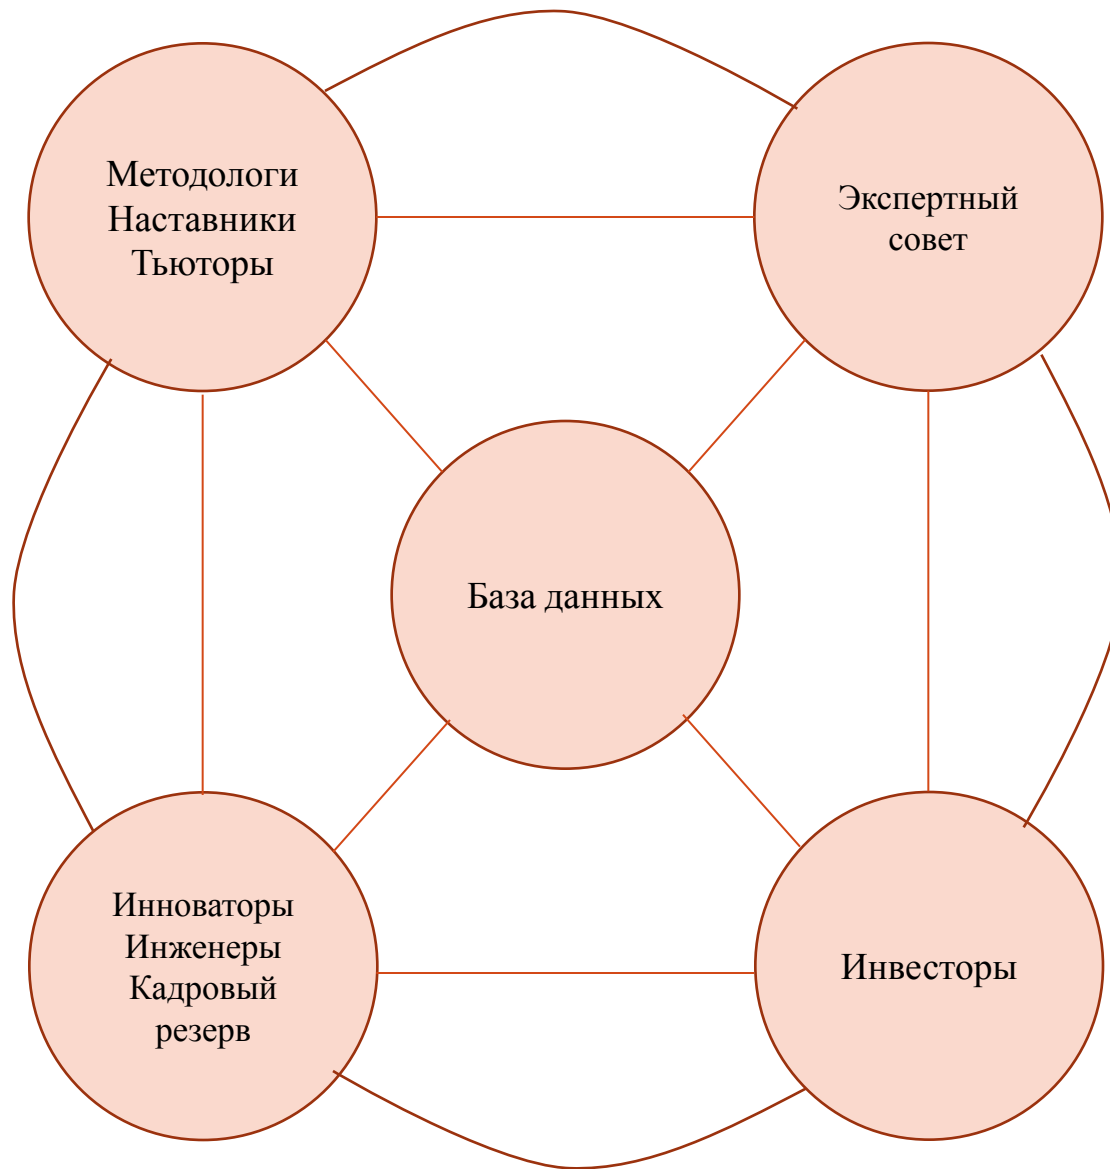 Методологи
Наставники
Тьюторы
Экспертный
совет
База данных
Инноваторы
Инженеры
Кадровый
резерв
Инвесторы